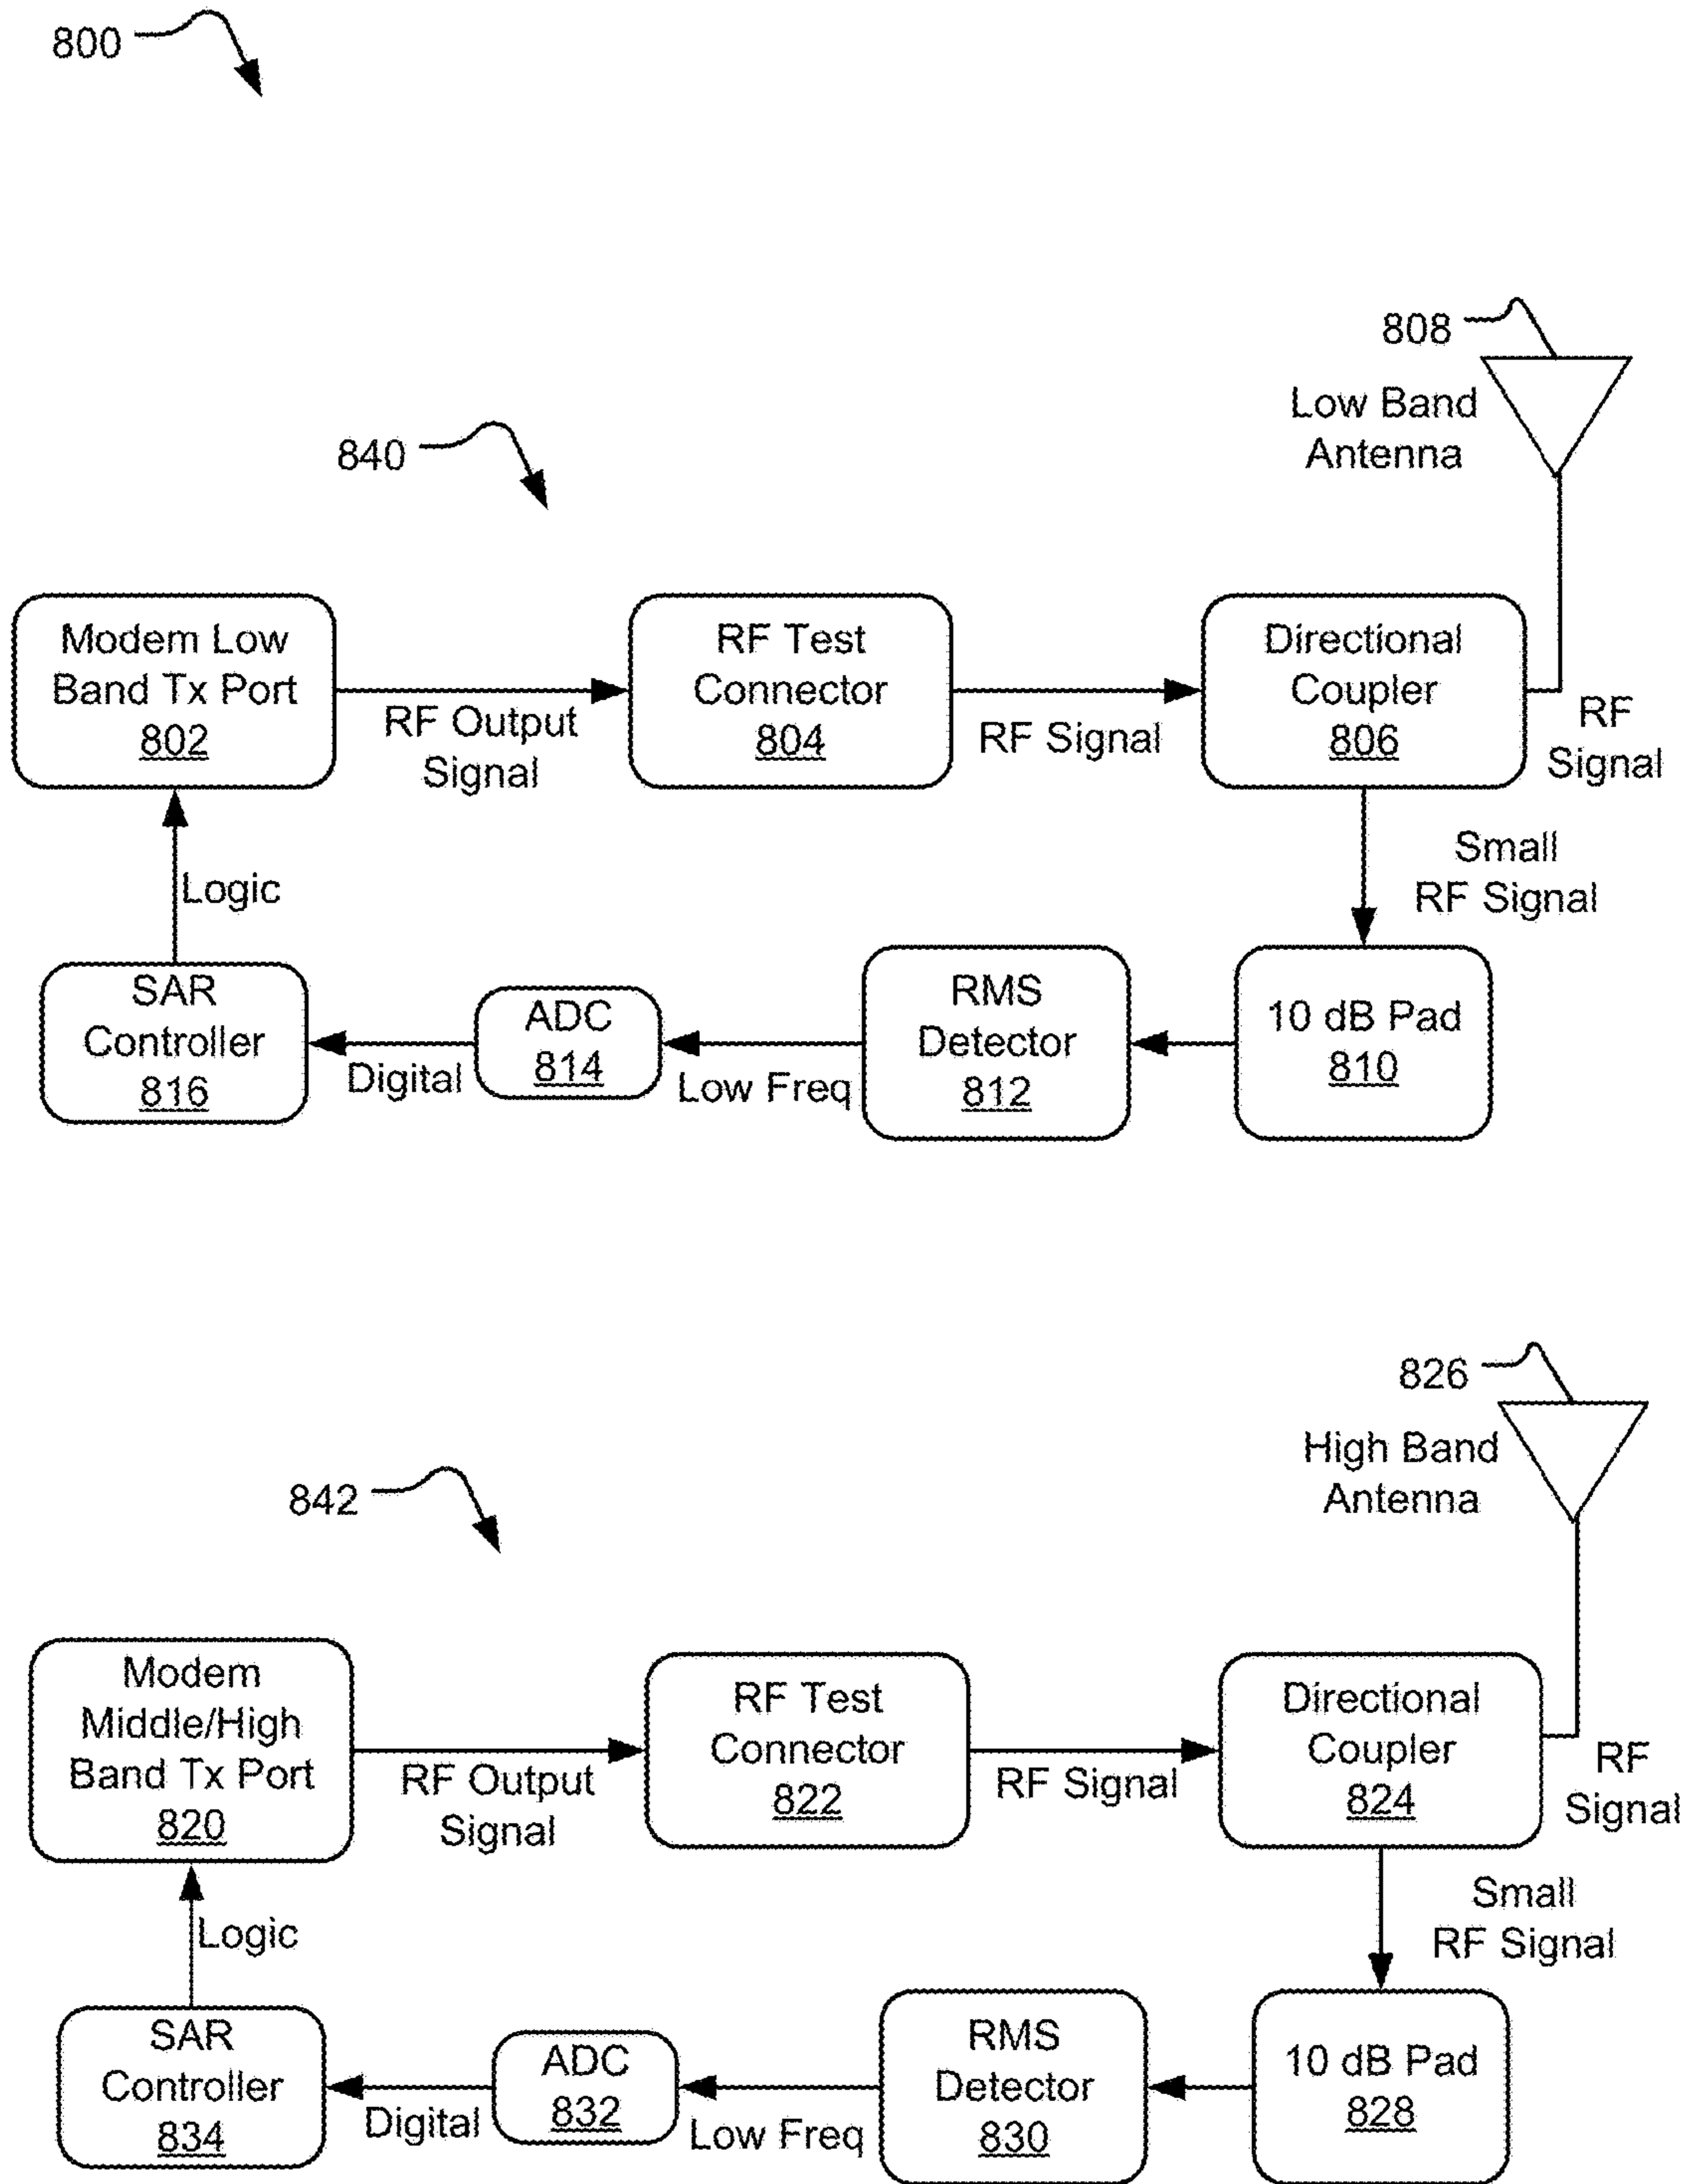 800
808
Low Band
Antenna
840
Modem Low
Band Tx Port
802
RF Output
Signal
RF Test
Connector
804
RF Signal
Directional
Coupler
806
RF
Signal
Small
RF Signal
Logic
SAR
Controller
816
Digital
ADC
814
Low Freq
RMS
Detector
812
10 dB Pad
810
826
High Band
Antenna
842
Modem
Middle/High
Band Tx Port
820
RF Output
Signal
RF Test
Connector
822
RF Signal
Directional
Coupler
824
RF
Signal
Small
RF Signal
Logic
SAR
Controller
834
Digital
ADC
832
Low Freq
RMS
Detector
830
10 dB Pad
828